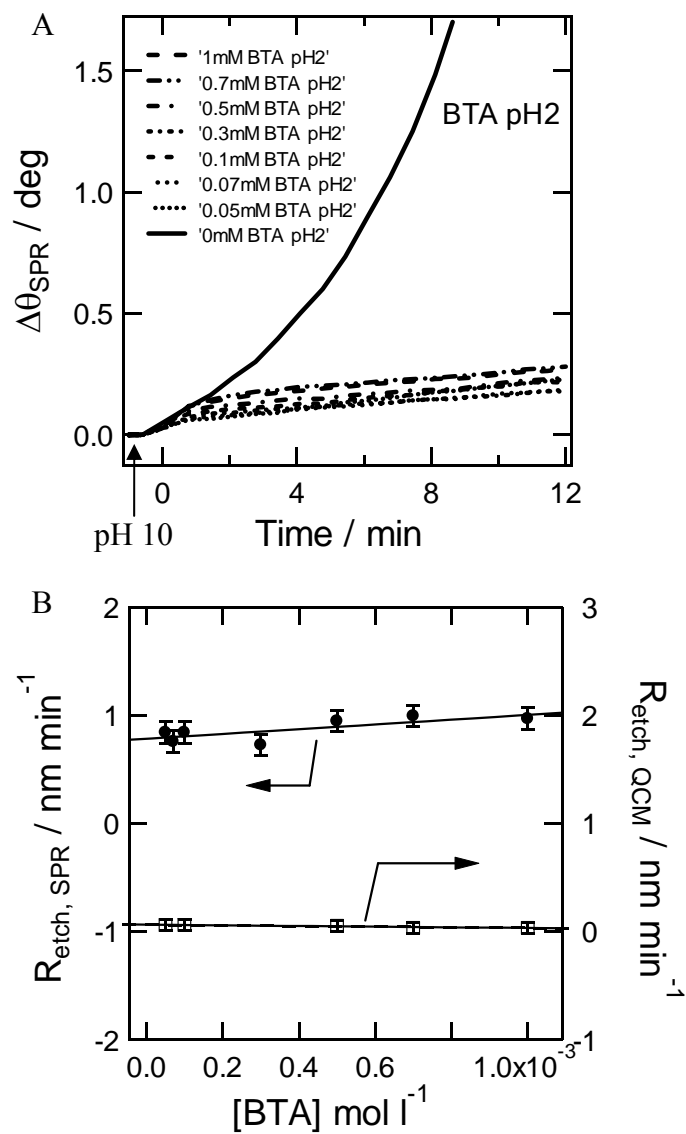 A
'1mM BTA pH2'
'0.7mM BTA pH2'
'0.5mM BTA pH2'
'0.3mM BTA pH2'
'0.1mM BTA pH2'
'0.07mM BTA pH2'
'0.05mM BTA pH2'
'0mM BTA pH2'
BTA pH2
1.5
1.0
0.5
0.0
ΔθSPR / deg
0 4 8 12
pH 10
Time / min
B
2
1
0
-1
-2
Retch, SPR / nm min-1
3
2
1
0
-1
Retch, QCM / nm min-1
0.0 0.2 0.4 0.6 0.8 1.0x10-3
[BTA] mol l-1